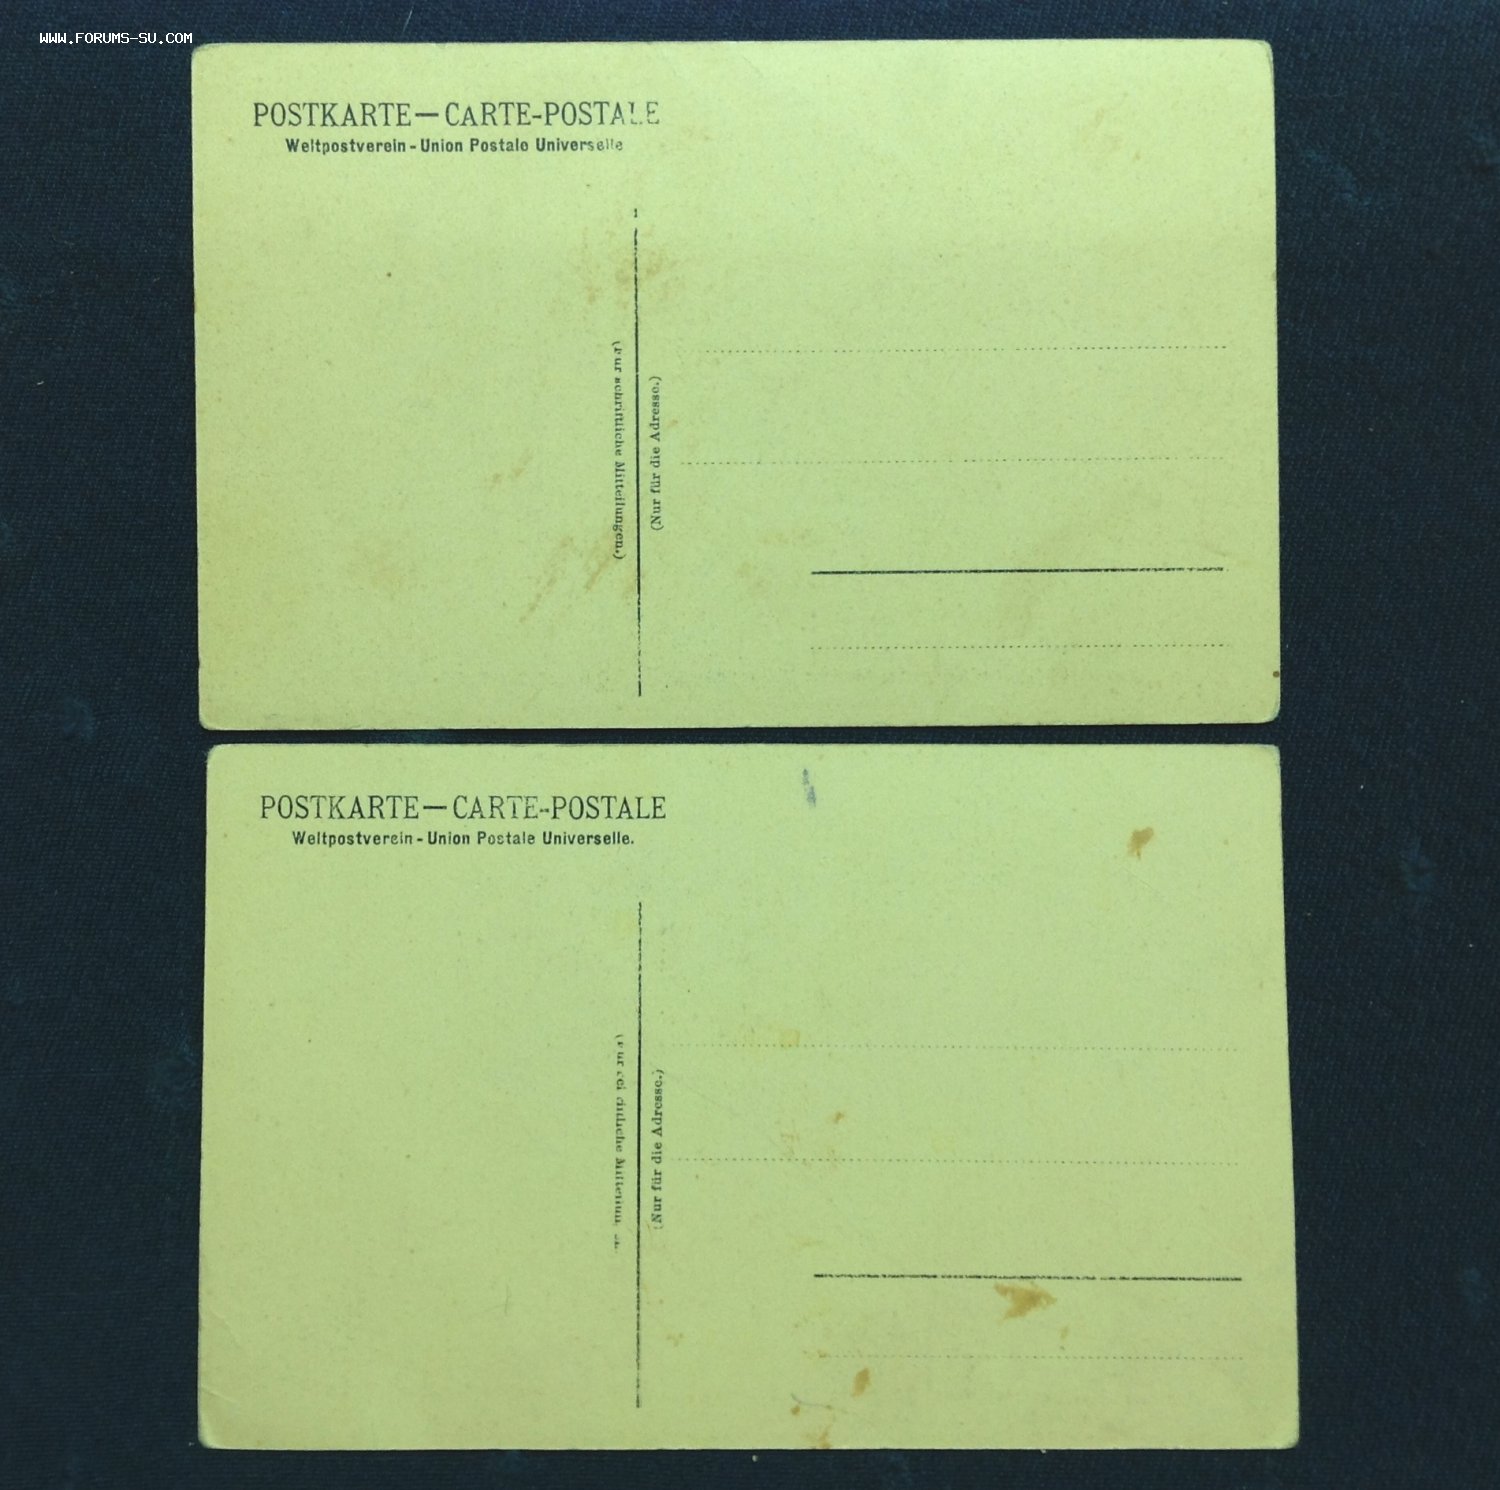 WWW.FORUMS-SU.COM
POSTKARTE—CARTE-POSTALE
Weltpostverein - Union Postale Universelle
(Für schriftliche Mitteilungen.)
(Nur für die Adresse.)
POSTKARTE—CARTE-POSTALE
Weltpostverein - Union Postale Universelle.
(Nur für die Adresse.)